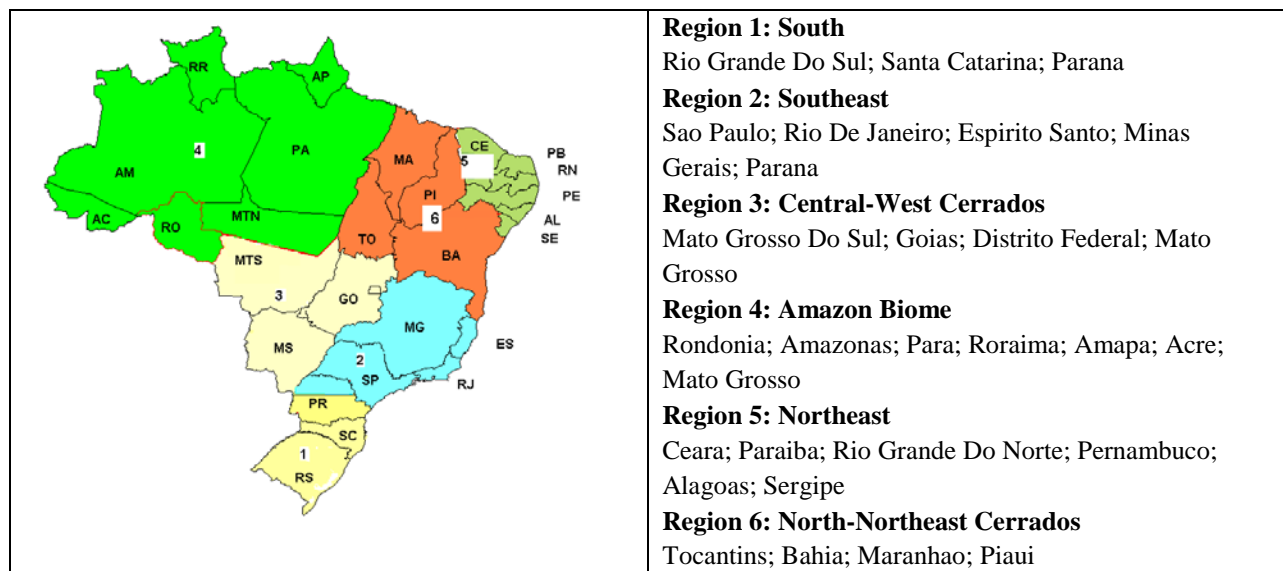 RR
AP
4
PA
AM
AC
RO
MTN
MA
CE
5
PB
RN
PI
PE
6
AL
TO
SE
BA
MTS
3
GO
MG
MS
ES
2
SP
RJ
PR
SC
1
RS
Region 1: South
Rio Grande Do Sul; Santa Catarina; Parana
Region 2: Southeast
Sao Paulo; Rio De Janeiro; Espirito Santo; Minas
Gerais; Parana
Region 3: Central-West Cerrados
Mato Grosso Do Sul; Goias; Distrito Federal; Mato
Grosso
Region 4: Amazon Biome
Rondonia; Amazonas; Para; Roraima; Amapa; Acre;
Mato Grosso
Region 5: Northeast
Ceara; Paraiba; Rio Grande Do Norte; Pernambuco;
Alagoas; Sergipe
Region 6: North-Northeast Cerrados
Tocantins; Bahia; Maranhao; Piaui